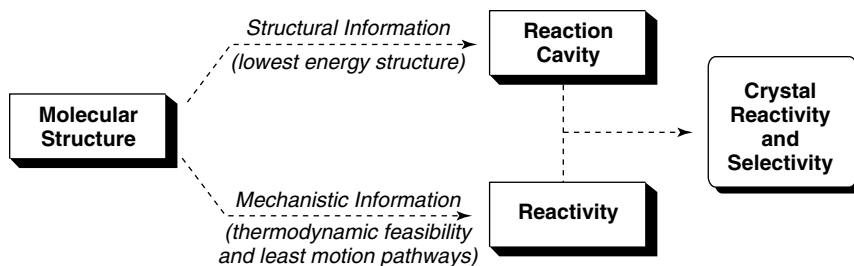 Molecular
Structure
Structural Information
(lowest energy structure)
Reaction
Cavity
Mechanistic Information
(thermodynamic feasibility
and least motion pathways)
Reactivity
Crystal
Reactivity
and
Selectivity